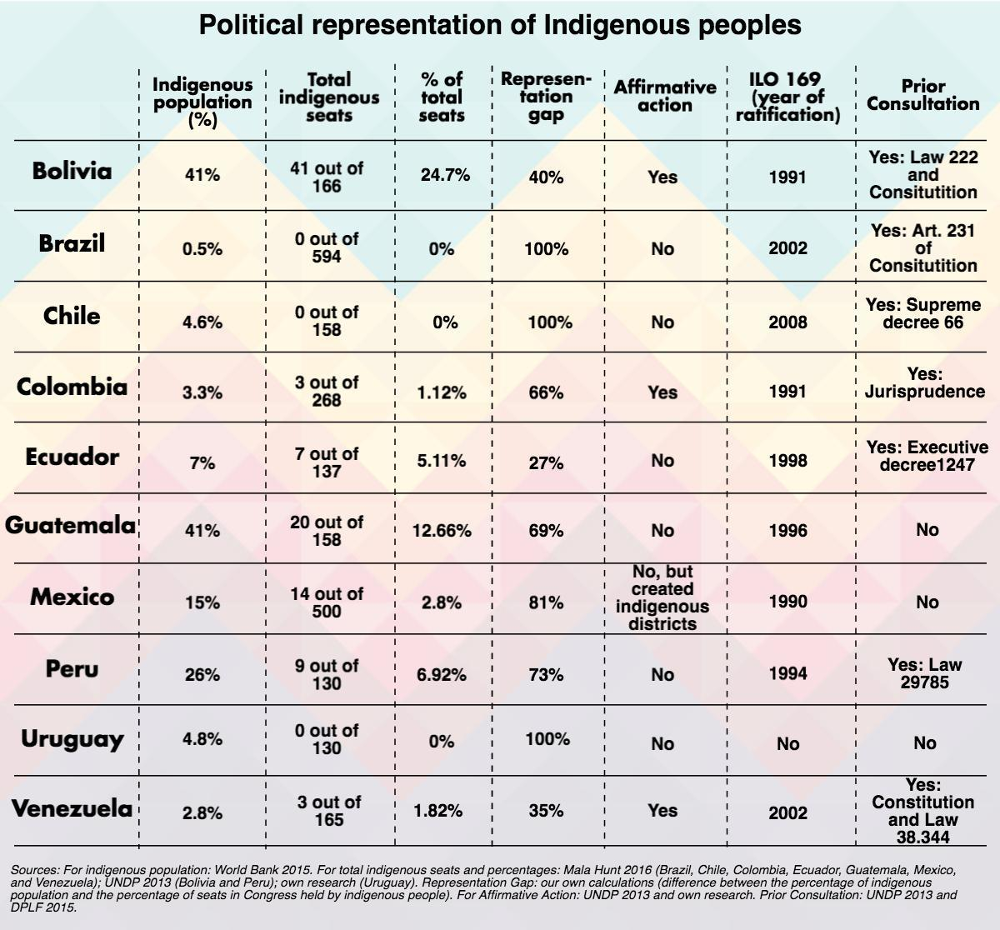 Political representation of Indigenous peoples
Indigenous
population
(%)
Total
indigenous
seats
% of
total
seats
Represen-
tation
gap
Affirmative
action
ILO 169
(year of
ratification)
Prior
Consultation
Bolivia
41%
41 out of
166
24.7%
40%
Yes
1991
Yes: Law 222
and
Consitutition
Brazil
0.5%
0 out of
594
0%
100%
No
2002
Yes: Art. 231
of
Consitutition
Chile
4.6%
0 out of
158
0%
100%
No
2008
Yes: Supreme
decree 66
Colombia
3.3%
3 out of
268
1.12%
66%
Yes
1991
Yes:
Jurisprudence
Ecuador
7%
7 out of
137
5.11%
27%
No
1998
Yes: Executive
decree1247
Guatemala
41%
20 out of
158
12.66%
69%
No
1996
No
Mexico
15%
14 out of
500
2.8%
81%
No, but
created
indigenous
districts
1990
No
Peru
26%
9 out of
130
6.92%
73%
No
1994
Yes: Law
29785
Uruguay
4.8%
0 out of
130
0%
100%
No
No
No
Venezuela
2.8%
3 out of
165
1.82%
35%
Yes
2002
Yes:
Constitution
and Law
38.344
Sources: For indigenous population: World Bank 2015. For total indigenous seats and percentages: Mala Hunt 2016 (Brazil, Chile, Colombia, Ecuador, Guatemala, Mexico,
and Venezuela); UNDP 2013 (Bolivia and Peru); own research (Uruguay). Representation Gap: our own calculations (difference between the percentage of indigenous
population and the percentage of seats in Congress held by indigenous people). For Affirmative Action: UNDP 2013 and own research. Prior Consultation: UNDP 2013 and
DPLF 2015.